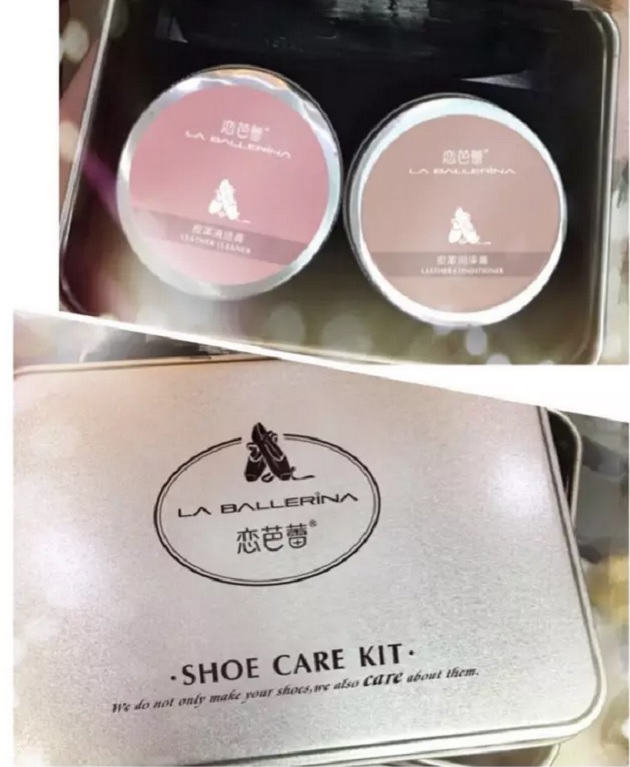 恋芭蕾
LA BALLERINA
皮革清洁膏
LEATHER CLEANER
恋芭蕾
LA BALLERINA
皮革润泽膏
LEATHER CONDITIONER
LA BALLERINA
恋芭蕾®
·SHOE CARE KIT·
We do not only make your shoes,we also care about them.